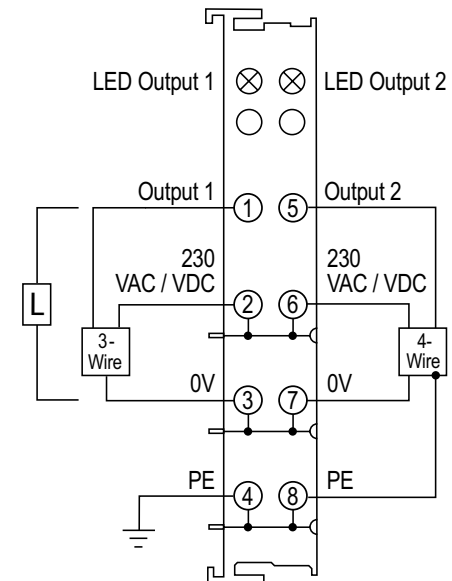 LED Output 1
LED Output 2
Output 1
1
5
Output 2
230
VAC / VDC
2
6
230
VAC / VDC
L
3-
Wire
4-
Wire
0V
3
7
0V
PE
4
8
PE